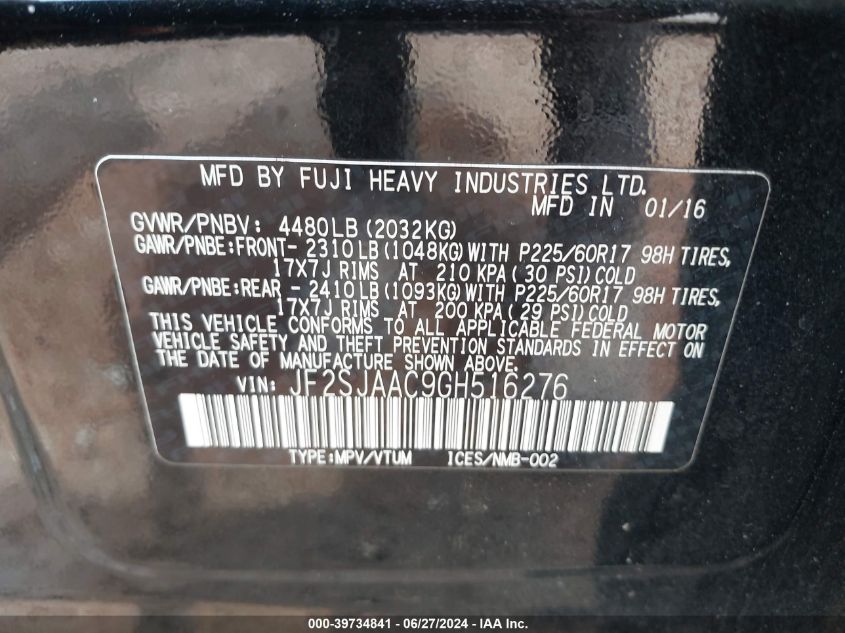 MFD BY FUJI HEAVY INDUSTRIES LTD.
MFD IN 01/16
GVWR/PNBV: 4480LB (2032KG)
GAWR/PNBE:FRONT- 2310LB(1048KG)WITH P225/60R17 98H TIRES,
17X7J RIMS AT 210 KPA(30 PSI)COLD
GAWR/PNBE:REAR - 2410LB(1093KG)WITH P225/60R17 98H TIRES,
17X7J RIMS AT 200 KPA(29 PSI)COLD
THIS VEHICLE CONFORMS TO ALL APPLICABLE FEDERAL MOTOR
VEHICLE SAFETY AND THEFT PREVENTION STANDARDS IN EFFECT ON
THE DATE OF MANUFACTURE SHOWN ABOVE.
VIN: JF2SJAAC9GH516276
TYPE:MPV/VTUM ICES/NMB-002
000-39734841 - 06/27/2024 - IAA Inc.